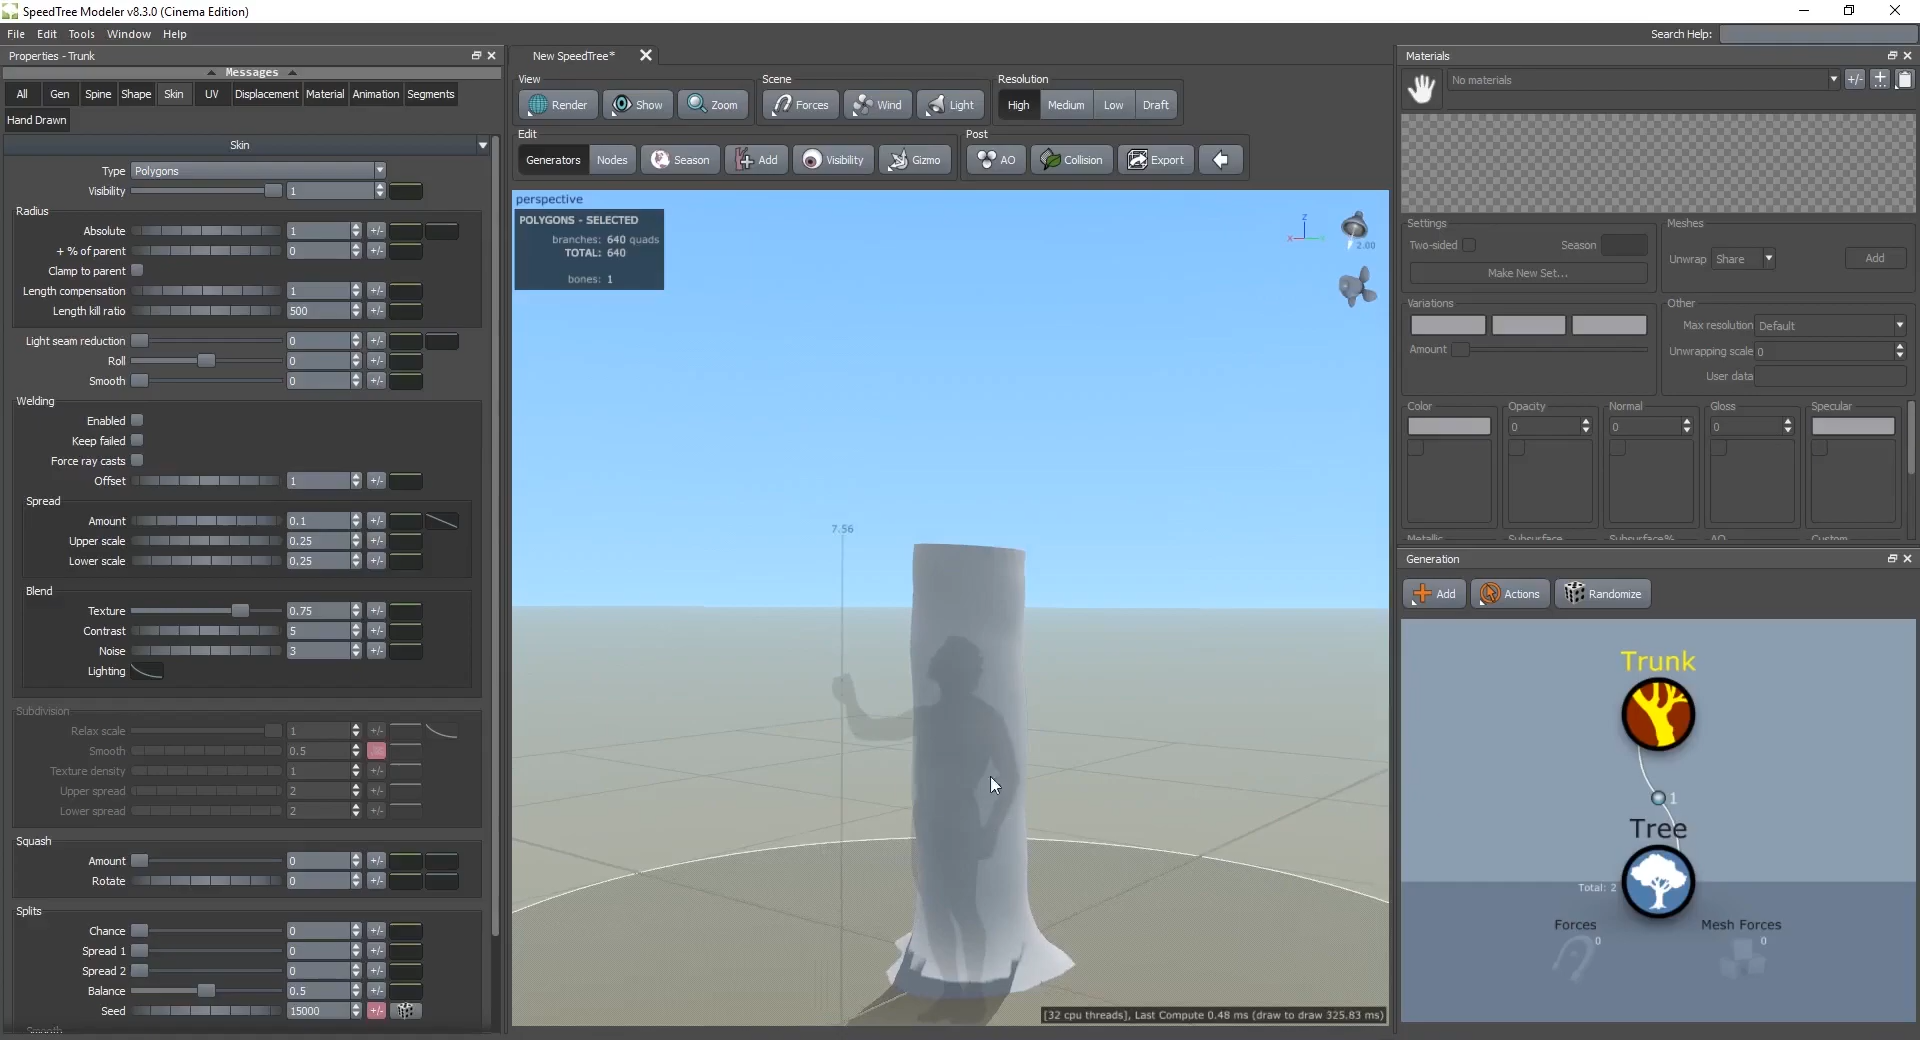 SpeedTree Modeler v8.3.0 (Cinema Edition)
File Edit Tools Window Help
Search Help:
Properties - Trunk
Messages
All Gen Spine Shape Skin UV Displacement Material Animation Segments
Hand Drawn
Skin
Type Polygons
Visibility 1
Radius
Absolute 1 +/-
+ % of parent 0 +/-
Clamp to parent
Length compensation 1 +/-
Length kill ratio 500 +/-
Light seam reduction 0 +/-
Roll 0 +/-
Smooth 0 +/-
Welding
Enabled
Keep failed
Force ray casts
Offset 1 +/-
Spread
Amount 0.1 +/-
Upper scale 0.25 +/-
Lower scale 0.25 +/-
Blend
Texture 0.75 +/-
Contrast 5 +/-
Noise 3 +/-
Lighting
Subdivision
Relax scale 1 +/-
Smooth 0.5
Texture density 1 +/-
Upper spread 2 +/-
Lower spread 2 +/-
Squash
Amount 0 +/-
Rotate 0 +/-
Splits
Chance 0 +/-
Spread 1 0 +/-
Spread 2 0 +/-
Balance 0.5 +/-
Seed 15000 +/-
Smooth
New SpeedTree*
View
Render Show Zoom
Scene
Forces Wind Light
Resolution
High Medium Low Draft
Edit
Generators Nodes Season Add Visibility Gizmo
Post
AO Collision Export
perspective
POLYGONS - SELECTED
branches: 640 quads
TOTAL: 640
bones: 1
z
x
2.00
7.56
[32 cpu threads], Last Compute 0.48 ms (draw to draw 325.83 ms)
Materials
No materials +/-
Settings
Two-sided Season
Make New Set...
Meshes
Unwrap Share Add
Variations
Amount
Other
Max resolution Default
Unwrapping scale 0
User data
Color Opacity Normal Gloss Specular
0 0 0
Metallic Subsurface Subsurface% AO Custom
Generation
Add Actions Randomize
Trunk
1
Tree
Total: 2
Forces
0
Mesh Forces
0